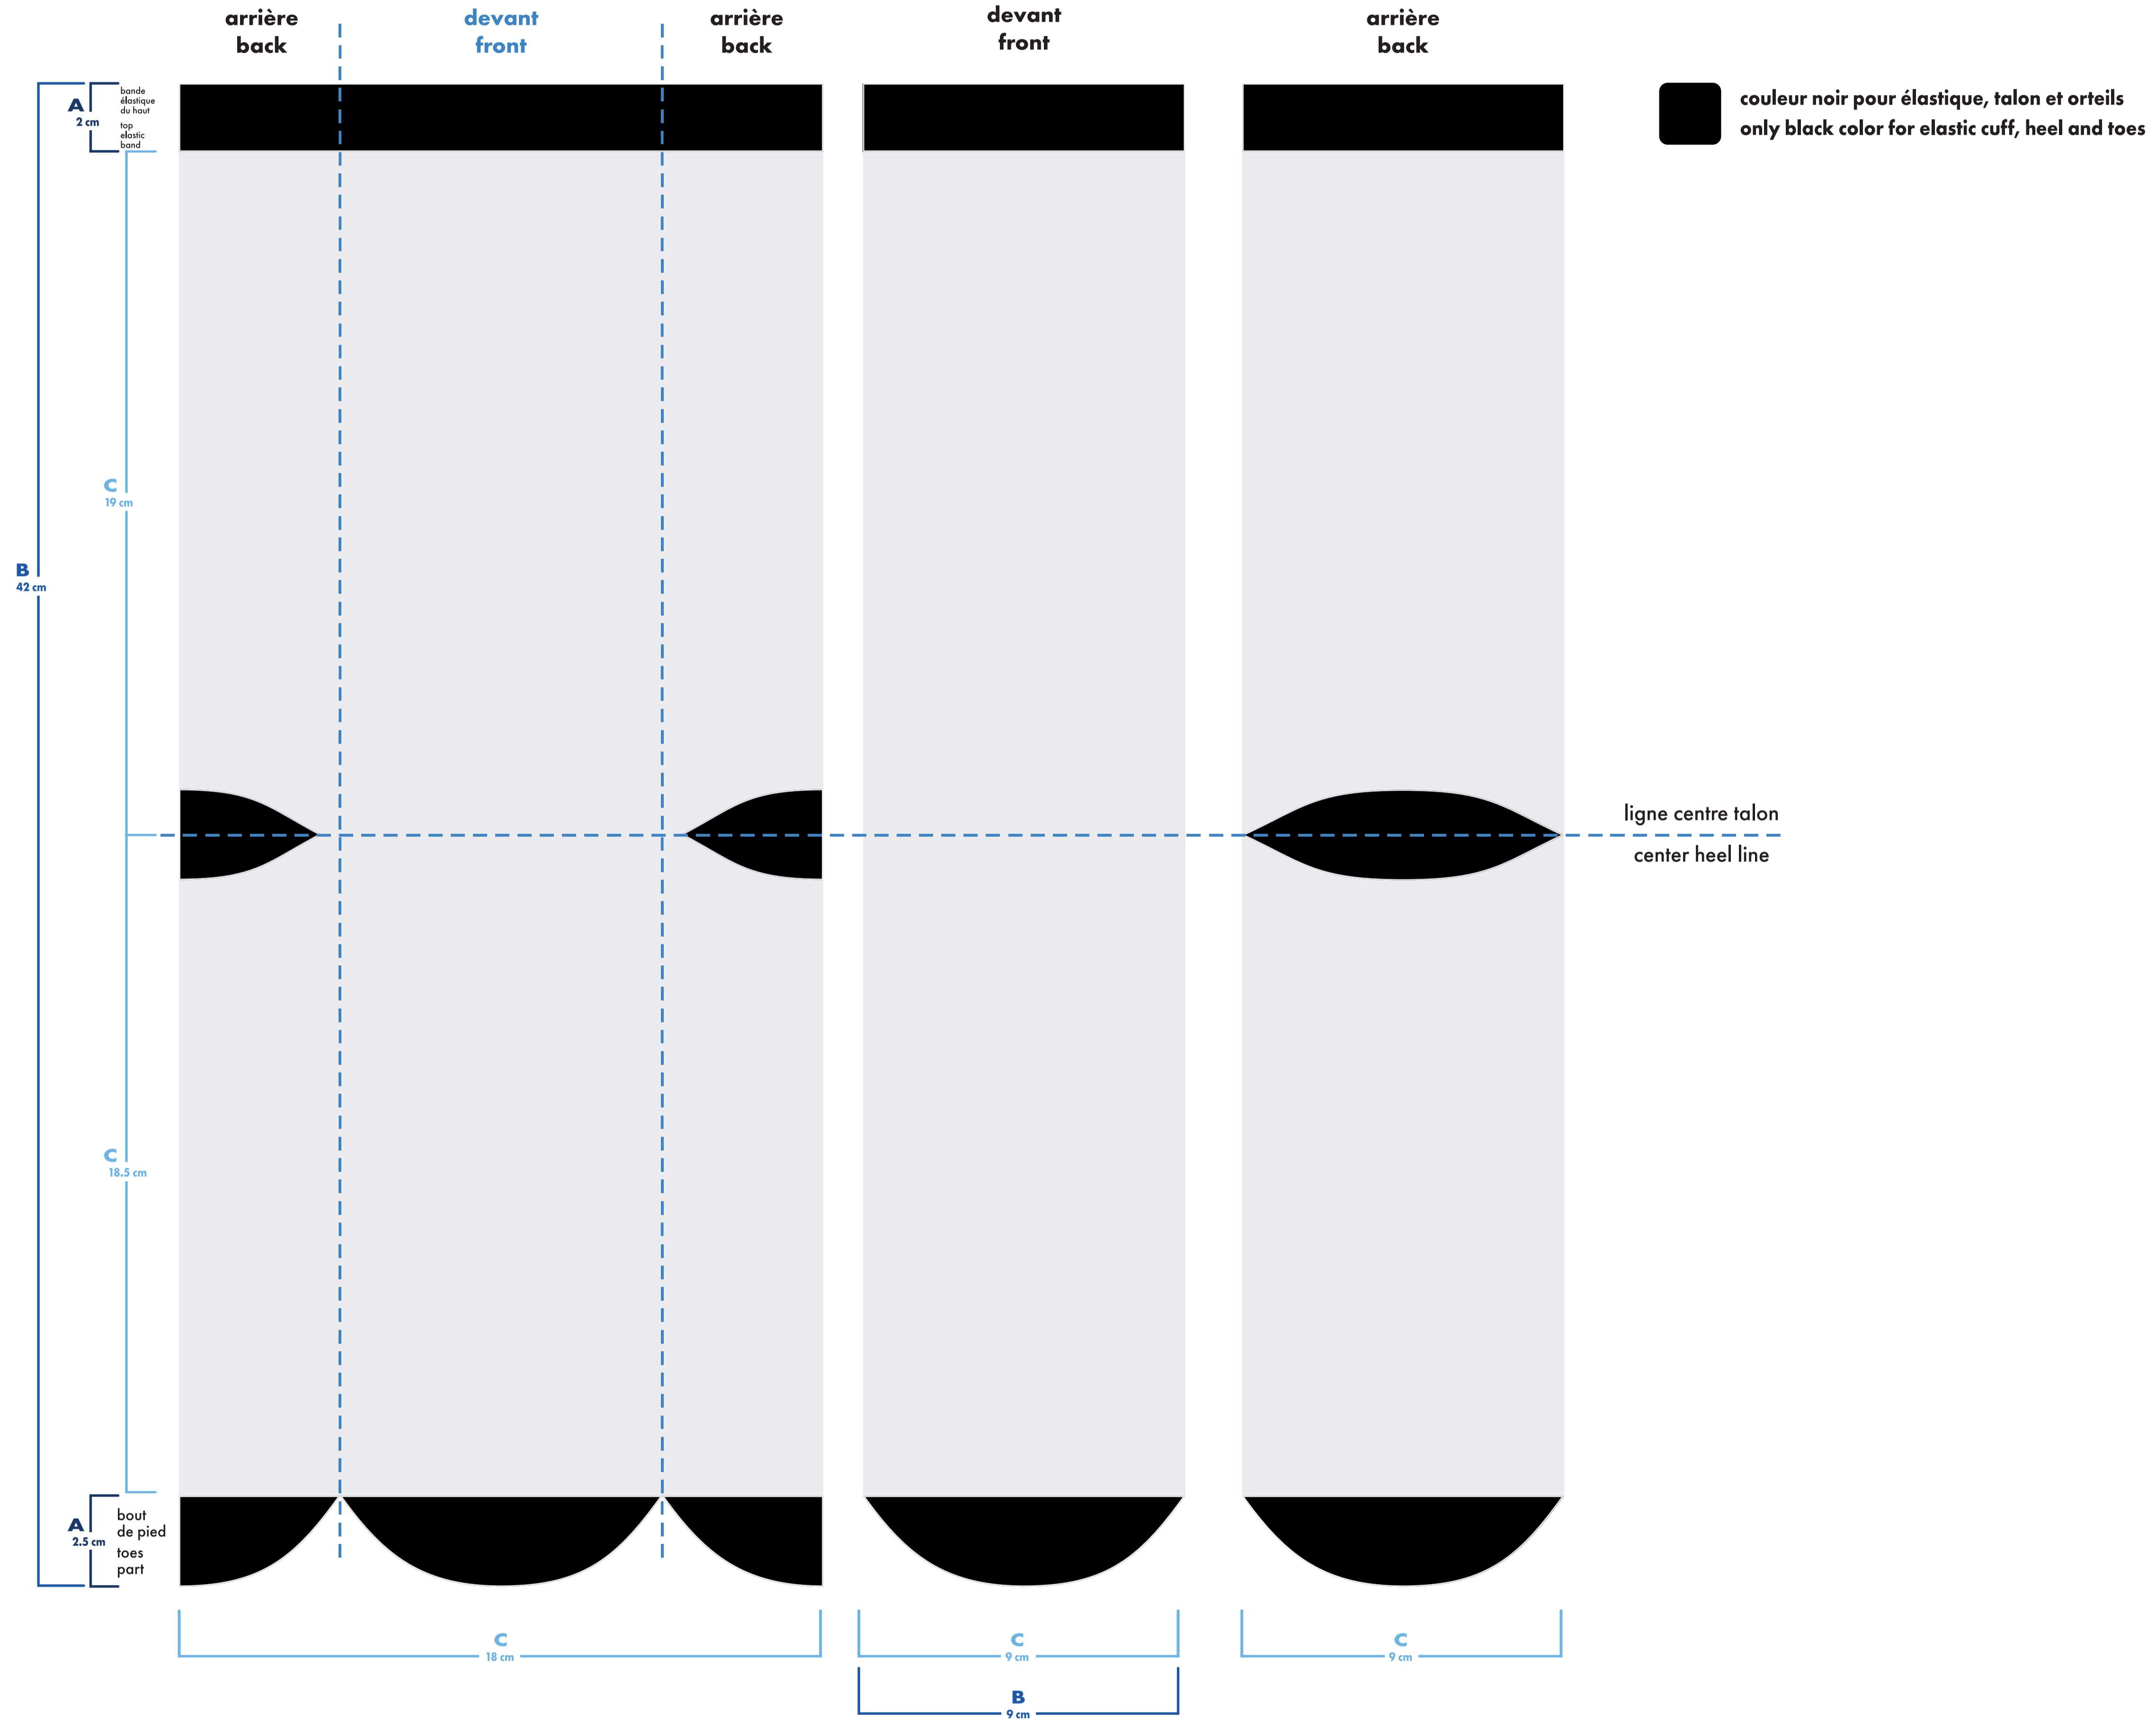 arrière
back
devant
front
arrière
back
devant
front
arrière
back
A
2 cm
bande
élastique
du haut
top
elastic
band
couleur noir pour élastique, talon et orteils
only black color for elastic cuff, heel and toes
C
19 cm
B
42 cm
ligne centre talon
center heel line
C
18.5 cm
A
2.5 cm
bout
de pied
toes
part
C
18 cm
C
9 cm
C
9 cm
B
9 cm